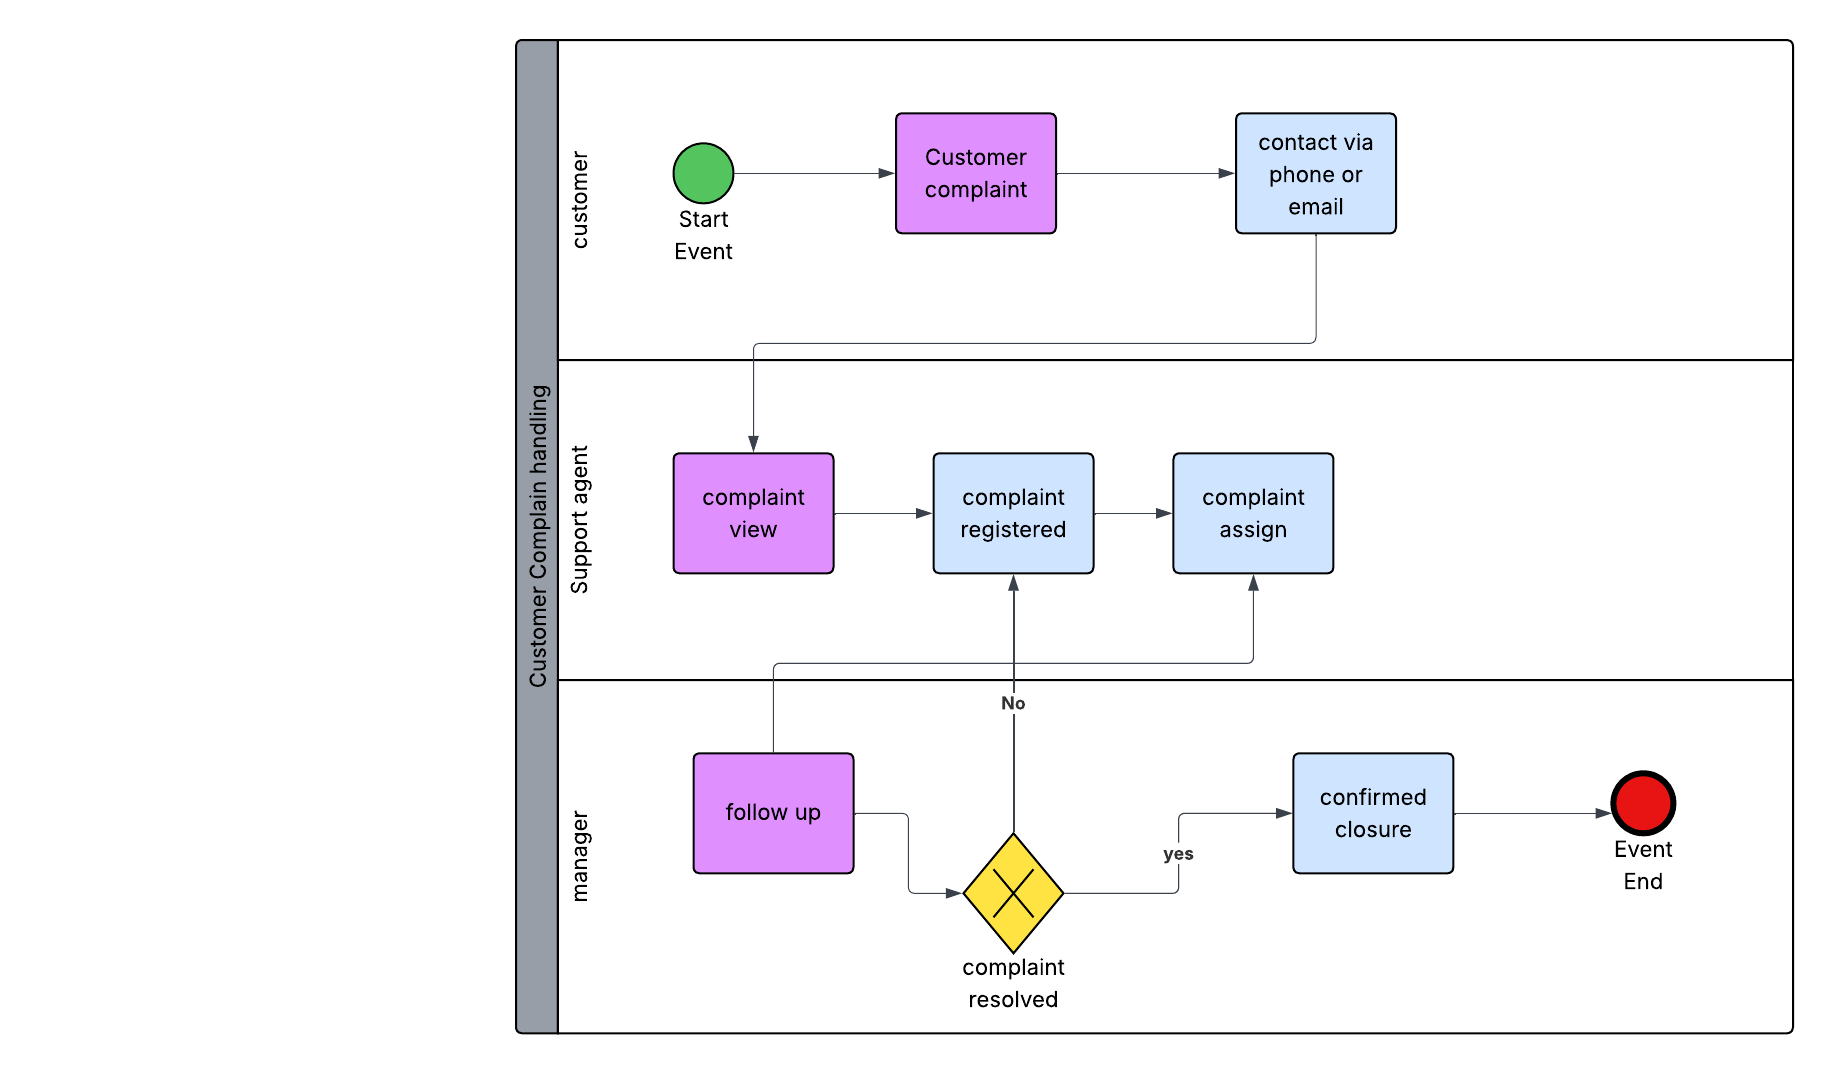 Customer Complain handling
customer
Start
Event
Customer
complaint
contact via
phone or
email
Support agent
complaint
view
complaint
registered
complaint
assign
manager
follow up
No
complaint
resolved
yes
confirmed
closure
Event
End